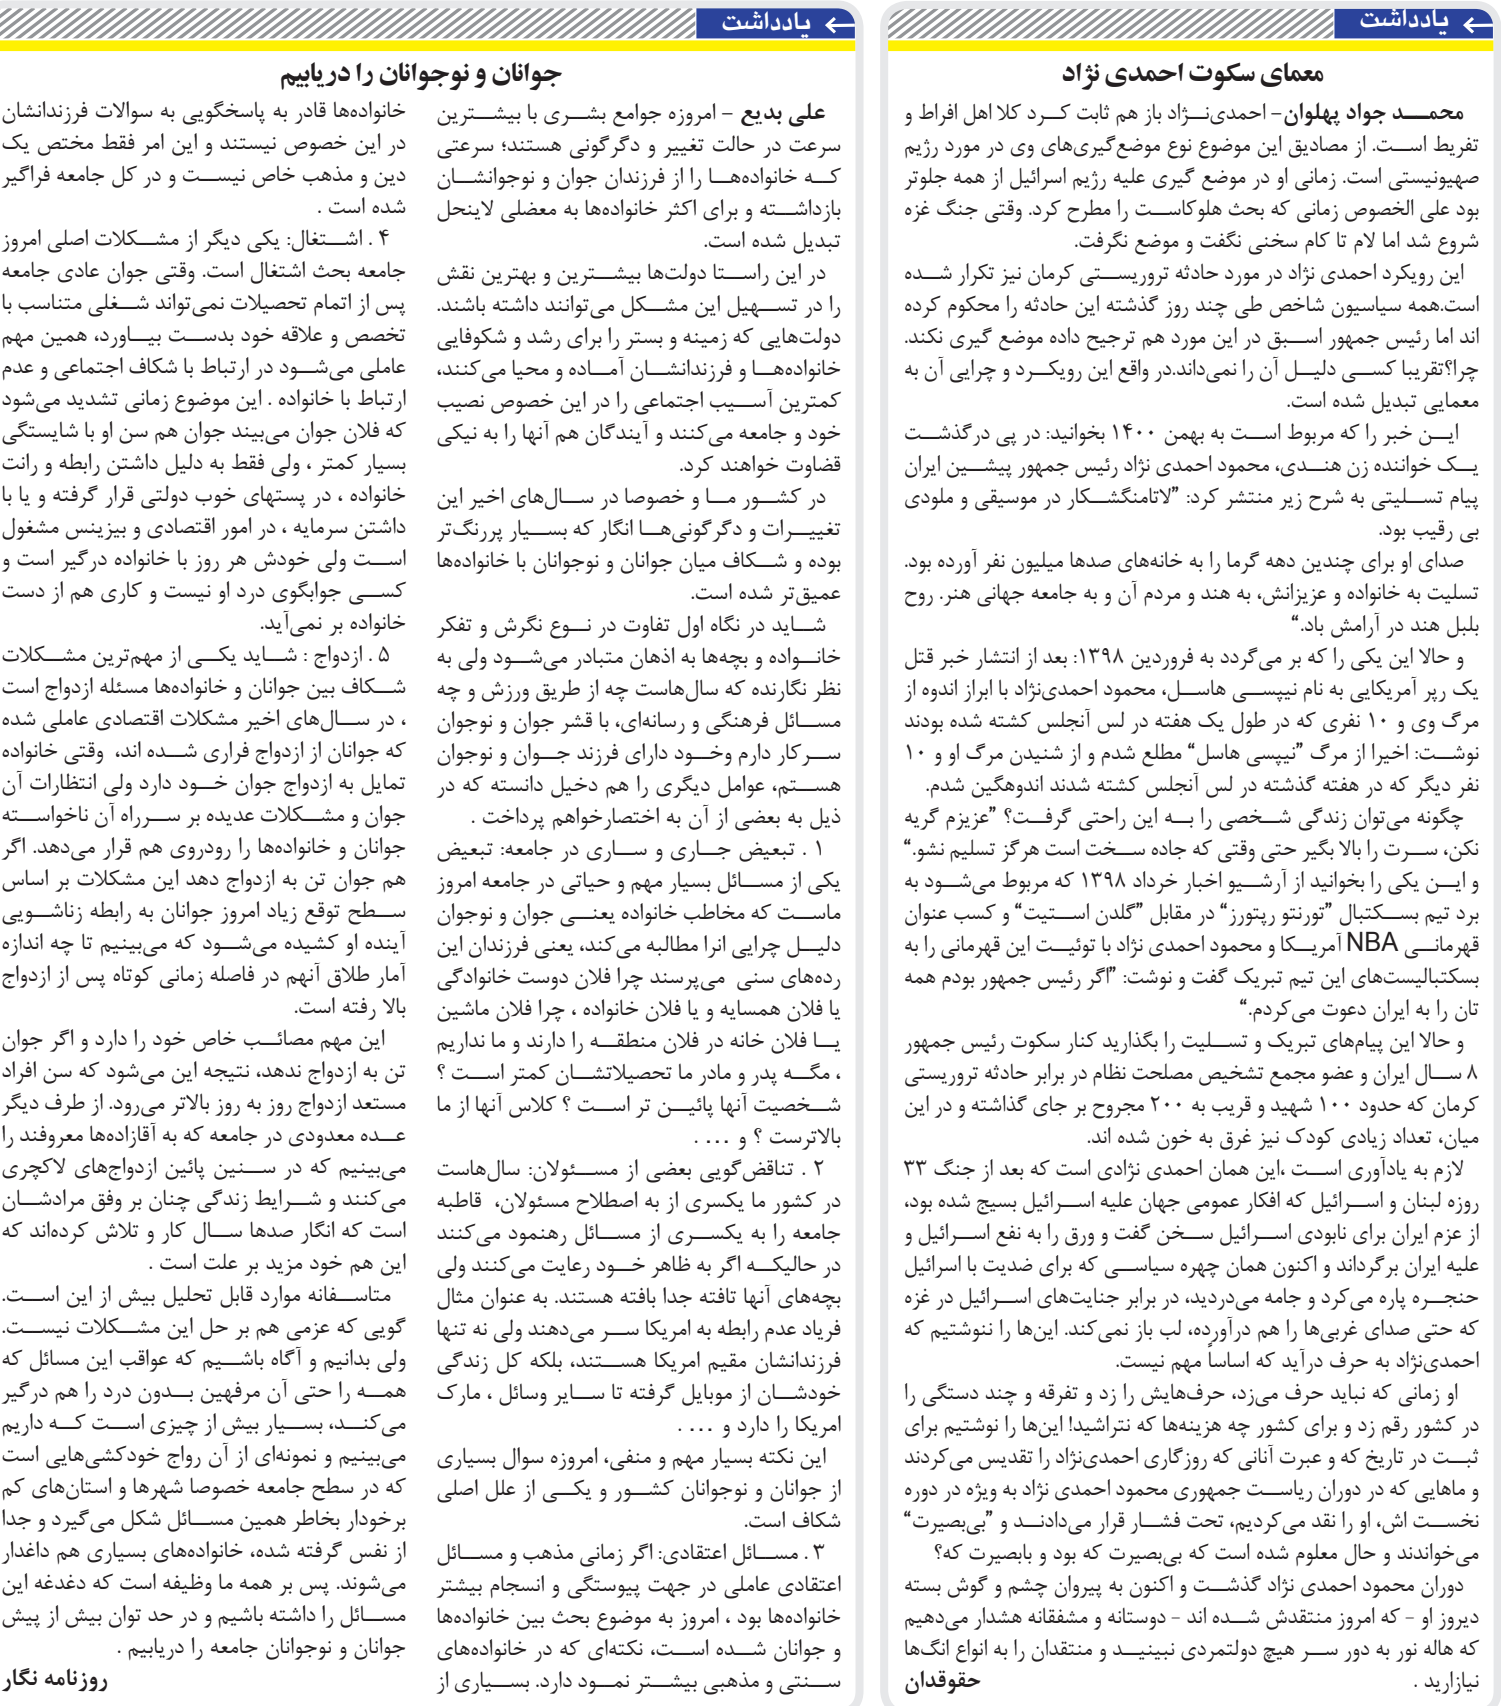 یادداشت
معمای سکوت احمدی نژاد
محمد جواد پهلوان- احمدی‌نژاد باز هم ثابت کرد کلا اهل افراط و
تفریط است. از مصادیق این موضوع نوع موضع‌گیری‌های وی در مورد رژیم
صهیونیستی است. زمانی او در موضع گیری علیه رژیم اسرائیل از همه جلوتر
بود علی الخصوص زمانی که بحث هلوکاست را مطرح کرد. وقتی جنگ غزه
شروع شد اما لام تا کام سخنی نگفت و موضع نگرفت.
این رویکرد احمدی نژاد در مورد حادثه تروریستی کرمان نیز تکرار شده
است.همه سیاسیون شاخص طی چند روز گذشته این حادثه را محکوم کرده
اند اما رئیس جمهور اسبق در این مورد هم ترجیح داده موضع گیری نکند.
چرا؟تقریبا کسی دلیل آن را نمی‌داند.در واقع این رویکرد و چرایی آن به
معمایی تبدیل شده است.
این خبر را که مربوط است به بهمن ۱۴۰۰ بخوانید: در پی درگذشت
یک خواننده زن هندی، محمود احمدی نژاد رئیس جمهور پیشین ایران
پیام تسلیتی به شرح زیر منتشر کرد: ”لاتامنگشکار در موسیقی و ملودی
بی رقیب بود.
صدای او برای چندین دهه گرما را به خانه‌های صدها میلیون نفر آورده بود.
تسلیت به خانواده و عزیزانش، به هند و مردم آن و به جامعه جهانی هنر. روح
بلبل هند در آرامش باد.“
و حالا این یکی را که بر می‌گردد به فروردین ۱۳۹۸: بعد از انتشار خبر قتل
یک رپر آمریکایی به نام نیپسی هاسل، محمود احمدی‌نژاد با ابراز اندوه از
مرگ وی و ۱۰ نفری که در طول یک هفته در لس آنجلس کشته شده بودند
نوشت: اخیرا از مرگ ”نیپسی هاسل“ مطلع شدم و از شنیدن مرگ او و ۱۰
نفر دیگر که در هفته گذشته در لس آنجلس کشته شدند اندوهگین شدم.
چگونه می‌توان زندگی شخصی را به این راحتی گرفت؟ ”عزیزم گریه
نکن، سرت را بالا بگیر حتی وقتی که جاده سخت است هرگز تسلیم نشو.“
و این یکی را بخوانید از آرشیو اخبار خرداد ۱۳۹۸ که مربوط می‌شود به
برد تیم بسکتبال ”تورنتو رپتورز“ در مقابل ”گلدن استیت“ و کسب عنوان
قهرمانی NBA آمریکا و محمود احمدی نژاد با توئیت این قهرمانی را به
بسکتبالیست‌های این تیم تبریک گفت و نوشت: ”اگر رئیس جمهور بودم همه
تان را به ایران دعوت می‌کردم.“
و حالا این پیام‌های تبریک و تسلیت را بگذارید کنار سکوت رئیس جمهور
۸ سال ایران و عضو مجمع تشخیص مصلحت نظام در برابر حادثه تروریستی
کرمان که حدود ۱۰۰ شهید و قریب به ۲۰۰ مجروح بر جای گذاشته و در این
میان، تعداد زیادی کودک نیز غرق به خون شده اند.
لازم به یادآوری است ،این همان احمدی نژادی است که بعد از جنگ ۳۳
روزه لبنان و اسرائیل که افکار عمومی جهان علیه اسرائیل بسیج شده بود،
از عزم ایران برای نابودی اسرائیل سخن گفت و ورق را به نفع اسرائیل و
علیه ایران برگرداند و اکنون همان چهره سیاسی که برای ضدیت با اسرائیل
حنجره پاره می‌کرد و جامه می‌دردید، در برابر جنایت‌های اسرائیل در غزه
که حتی صدای غربی‌ها را هم درآورده، لب باز نمی‌کند. این‌ها را ننوشتیم که
احمدی‌نژاد به حرف درآید که اساساً مهم نیست.
او زمانی که نباید حرف می‌زد، حرف‌هایش را زد و تفرقه و چند دستگی را
در کشور رقم زد و برای کشور چه هزینه‌ها که نتراشید! این‌ها را نوشتیم برای
ثبت در تاریخ که و عبرت آنانی که روزگاری احمدی‌نژاد را تقدیس می‌کردند
و ماهایی که در دوران ریاست جمهوری محمود احمدی نژاد به ویژه در دوره
نخست اش، او را نقد می‌کردیم، تحت فشار قرار می‌دادند و ”بی‌بصیرت“
می‌خواندند و حال معلوم شده است که بی‌بصیرت که بود و بابصیرت که؟
دوران محمود احمدی نژاد گذشت و اکنون به پیروان چشم و گوش بسته
دیروز او - که امروز منتقدش شده اند - دوستانه و مشفقانه هشدار می‌دهیم
که هاله نور به دور سر هیچ دولتمردی نبینید و منتقدان را به انواع انگ‌ها
نیازارید .
حقوقدان
یادداشت
جوانان و نوجوانان را دریابیم
علی بدیع - امروزه جوامع بشری با بیشترین
سرعت در حالت تغییر و دگرگونی هستند؛ سرعتی
که خانواده‌ها را از فرزندان جوان و نوجوانشان
بازداشته و برای اکثر خانواده‌ها به معضلی لاینحل
تبدیل شده است.
در این راستا دولت‌ها بیشترین و بهترین نقش
را در تسهیل این مشکل می‌توانند داشته باشند.
دولت‌هایی که زمینه و بستر را برای رشد و شکوفایی
خانواده‌ها و فرزندانشان آماده و محیا می‌کنند،
کمترین آسیب اجتماعی را در این خصوص نصیب
خود و جامعه می‌کنند و آیندگان هم آنها را به نیکی
قضاوت خواهند کرد.
در کشور ما و خصوصا در سال‌های اخیر این
تغییرات و دگرگونی‌ها انگار که بسیار پررنگ‌تر
بوده و شکاف میان جوانان و نوجوانان با خانواده‌ها
عمیق‌تر شده است.
شاید در نگاه اول تفاوت در نوع نگرش و تفکر
خانواده و بچه‌ها به اذهان متبادر می‌شود ولی به
نظر نگارنده که سال‌هاست چه از طریق ورزش و چه
مسائل فرهنگی و رسانه‌ای، با قشر جوان و نوجوان
سرکار دارم وخود دارای فرزند جوان و نوجوان
هستم، عوامل دیگری را هم دخیل دانسته که در
ذیل به بعضی از آن به اختصارخواهم پرداخت .
۱ . تبعیض جاری و ساری در جامعه: تبعیض
یکی از مسائل بسیار مهم و حیاتی در جامعه امروز
ماست که مخاطب خانواده یعنی جوان و نوجوان
دلیل چرایی انرا مطالبه می‌کند، یعنی فرزندان این
رده‌های سنی می‌پرسند چرا فلان دوست خانوادگی
یا فلان همسایه و یا فلان خانواده ، چرا فلان ماشین
یا فلان خانه در فلان منطقه را دارند و ما نداریم
، مگه پدر و مادر ما تحصیلاتشان کمتر است ؟
شخصیت آنها پائین تر است ؟ کلاس آنها از ما
بالاترست ؟ و ... .
۲ . تناقض‌گویی بعضی از مسئولان: سال‌هاست
در کشور ما یکسری از به اصطلاح مسئولان، قاطبه
جامعه را به یکسری از مسائل رهنمود می‌کنند
در حالیکه اگر به ظاهر خود رعایت می‌کنند ولی
بچه‌های آنها تافته جدا بافته هستند. به عنوان مثال
فریاد عدم رابطه به امریکا سر می‌دهند ولی نه تنها
فرزندانشان مقیم امریکا هستند، بلکه کل زندگی
خودشان از موبایل گرفته تا سایر وسائل ، مارک
امریکا را دارد و ... .
این نکته بسیار مهم و منفی، امروزه سوال بسیاری
از جوانان و نوجوانان کشور و یکی از علل اصلی
شکاف است.
۳ . مسائل اعتقادی: اگر زمانی مذهب و مسائل
اعتقادی عاملی در جهت پیوستگی و انسجام بیشتر
خانواده‌ها بود ، امروز به موضوع بحث بین خانواده‌ها
و جوانان شده است، نکته‌ای که در خانواده‌های
سنتی و مذهبی بیشتر نمود دارد. بسیاری از
خانواده‌ها قادر به پاسخگویی به سوالات فرزندانشان
در این خصوص نیستند و این امر فقط مختص یک
دین و مذهب خاص نیست و در کل جامعه فراگیر
شده است .
۴ . اشتغال: یکی دیگر از مشکلات اصلی امروز
جامعه بحث اشتغال است. وقتی جوان عادی جامعه
پس از اتمام تحصیلات نمی‌تواند شغلی متناسب با
تخصص و علاقه خود بدست بیاورد، همین مهم
عاملی می‌شود در ارتباط با شکاف اجتماعی و عدم
ارتباط با خانواده . این موضوع زمانی تشدید می‌شود
که فلان جوان می‌بیند جوان هم سن او با شایستگی
بسیار کمتر ، ولی فقط به دلیل داشتن رابطه و رانت
خانواده ، در پستهای خوب دولتی قرار گرفته و یا با
داشتن سرمایه ، در امور اقتصادی و بیزینس مشغول
است ولی خودش هر روز با خانواده درگیر است و
کسی جوابگوی درد او نیست و کاری هم از دست
خانواده بر نمی‌آید.
۵ . ازدواج : شاید یکی از مهم‌ترین مشکلات
شکاف بین جوانان و خانواده‌ها مسئله ازدواج است
، در سال‌های اخیر مشکلات اقتصادی عاملی شده
که جوانان از ازدواج فراری شده اند، وقتی خانواده
تمایل به ازدواج جوان خود دارد ولی انتظارات آن
جوان و مشکلات عدیده بر سرراه آن ناخواسته
جوانان و خانواده‌ها را رودروی هم قرار می‌دهد. اگر
هم جوان تن به ازدواج دهد این مشکلات بر اساس
سطح توقع زیاد امروز جوانان به رابطه زناشویی
آینده او کشیده می‌شود که می‌بینیم تا چه اندازه
آمار طلاق آنهم در فاصله زمانی کوتاه پس از ازدواج
بالا رفته است.
این مهم مصائب خاص خود را دارد و اگر جوان
تن به ازدواج ندهد، نتیجه این می‌شود که سن افراد
مستعد ازدواج روز به روز بالاتر می‌رود. از طرف دیگر
عده معدودی در جامعه که به آقازاده‌ها معروفند را
می‌بینیم که در سنین پائین ازدواج‌های لاکچری
می‌کنند و شرایط زندگی چنان بر وفق مرادشان
است که انگار صدها سال کار و تلاش کرده‌اند که
این هم خود مزید بر علت است .
متاسفانه موارد قابل تحلیل بیش از این است.
گویی که عزمی هم بر حل این مشکلات نیست.
ولی بدانیم و آگاه باشیم که عواقب این مسائل که
همه را حتی آن مرفهین بدون درد را هم درگیر
می‌کند، بسیار بیش از چیزی است که داریم
می‌بینیم و نمونه‌ای از آن رواج خودکشی‌هایی است
که در سطح جامعه خصوصا شهرها و استان‌های کم
برخودار بخاطر همین مسائل شکل می‌گیرد و جدا
از نفس گرفته شده، خانواده‌های بسیاری هم داغدار
می‌شوند. پس بر همه ما وظیفه است که دغدغه این
مسائل را داشته باشیم و در حد توان بیش از پیش
جوانان و نوجوانان جامعه را دریابیم .
روزنامه نگار